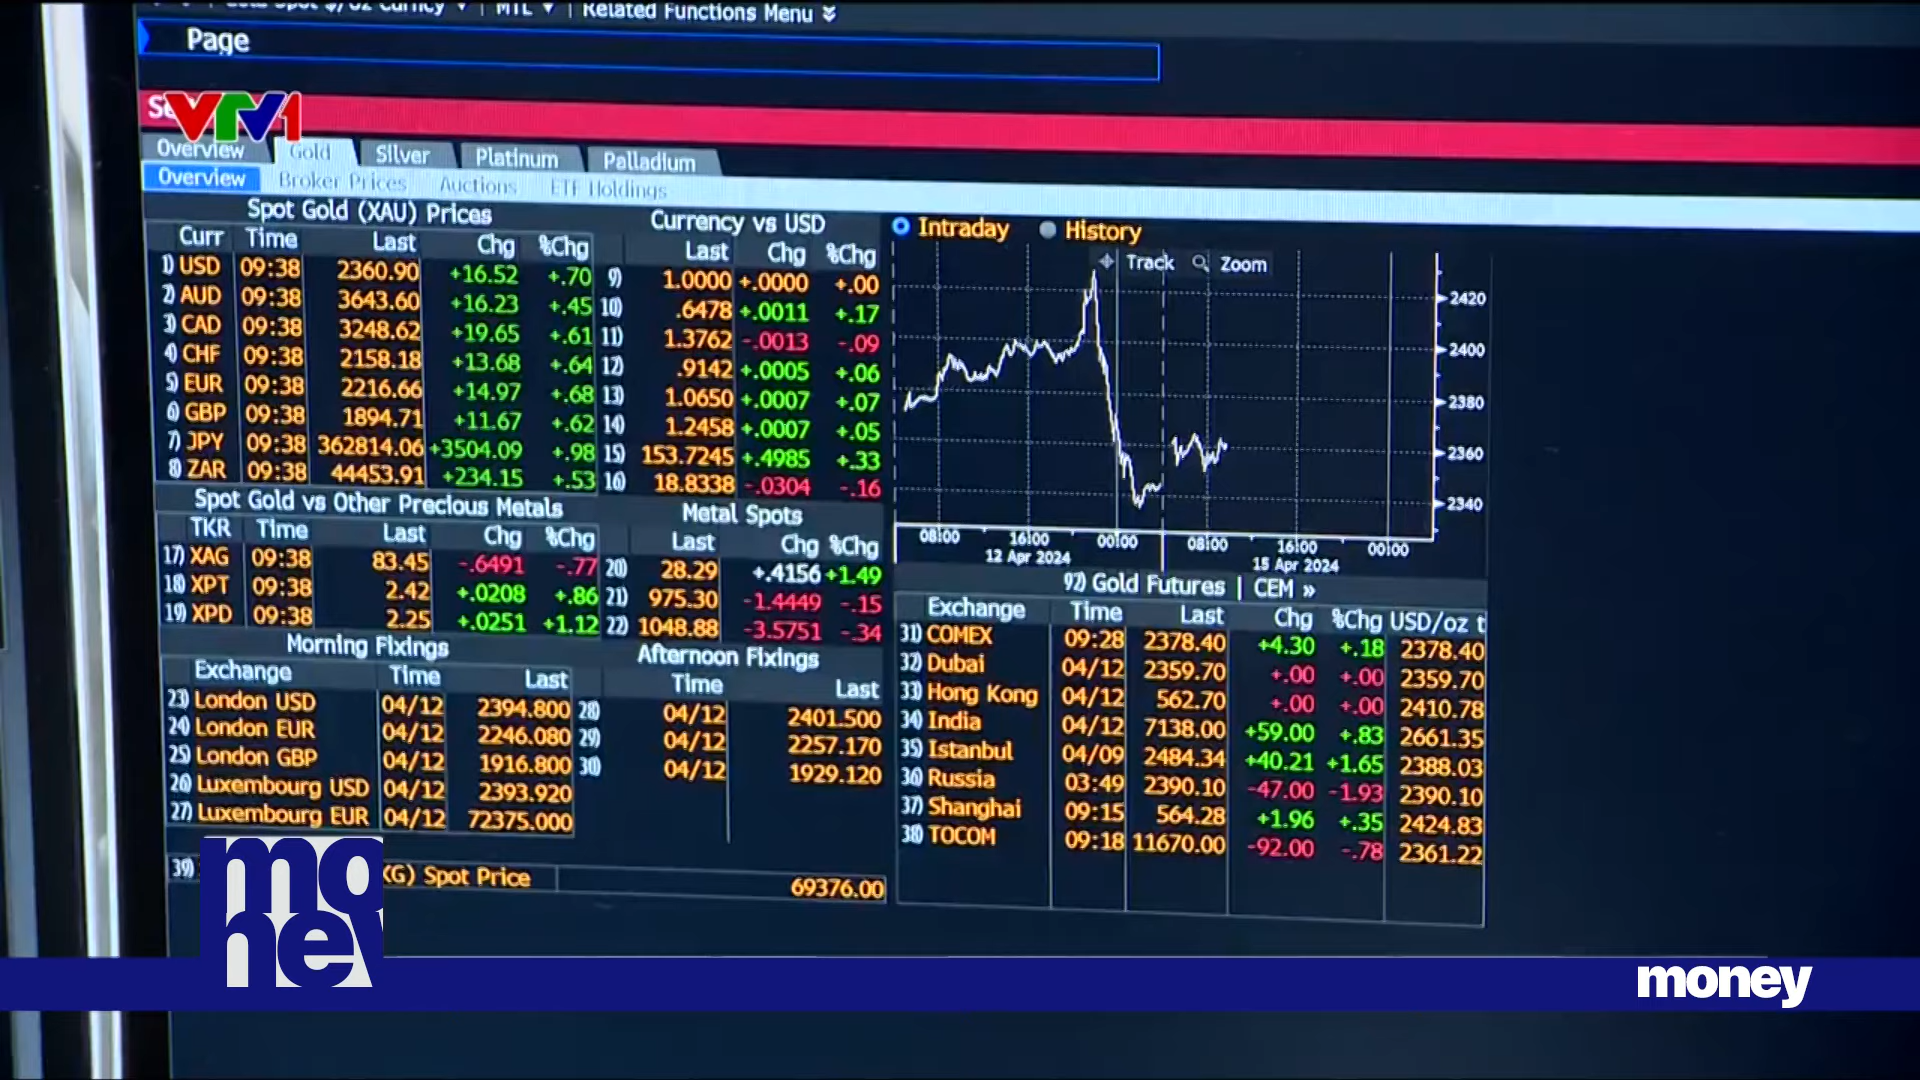 Related Functions Menu
Page
VTV1
Overview Gold Silver Platinum Palladium
Overview Broker Prices Auctions ETF Holdings
Spot Gold (XAU) Prices
Curr Time Last Chg %Chg
1) USD 09:38 2360.90 +16.52 +.70
2) AUD 09:38 3643.60 +16.23 +.45
3) CAD 09:38 3248.62 +19.65 +.61
4) CHF 09:38 2158.18 +13.68 +.64
5) EUR 09:38 2216.66 +14.97 +.68
6) GBP 09:38 1894.71 +11.67 +.62
7) JPY 09:38 362814.06 +3504.09 +.98
8) ZAR 09:38 44453.91 +234.15 +.53
Currency vs USD
Last Chg %Chg
9) 1.0000 +.0000 +.00
10) .6478 +.0011 +.17
11) 1.3762 -.0013 -.09
12) .9142 +.0005 +.06
13) 1.0650 +.0007 +.07
14) 1.2458 +.0007 +.05
15) 153.7245 +.4985 +.33
16) 18.8338 -.0304 -.16
Intraday History
Track Zoom
2420
2400
2380
2360
2340
08:00 16:00 00:00 08:00 16:00 00:00
12 Apr 2024 15 Apr 2024
Spot Gold vs Other Precious Metals
TKR Time Last Chg %Chg
17) XAG 09:38 83.45 -.6491 -.77
18) XPT 09:38 2.42 +.0208 +.86
19) XPD 09:38 2.25 +.0251 +1.12
Metal Spots
Last Chg %Chg
20) 28.29 +.4156 +1.49
21) 975.30 -1.4449 -.15
22) 1048.88 -3.5751 -.34
Morning Fixings
Exchange Time Last
23) London USD 04/12 2394.800
24) London EUR 04/12 2246.080
25) London GBP 04/12 1916.800
26) Luxembourg USD 04/12 2393.920
27) Luxembourg EUR 04/12 72375.000
Afternoon Fixings
Time Last
28) 04/12 2401.500
29) 04/12 2257.170
30) 04/12 1929.120
92) Gold Futures | CEM »
Exchange Time Last Chg %Chg USD/oz t
31) COMEX 09:28 2378.40 +4.30 +.18 2378.40
32) Dubai 04/12 2359.70 +.00 +.00 2359.70
33) Hong Kong 04/12 562.70 +.00 +.00 2410.78
34) India 04/12 7138.00 +59.00 +.83 2661.35
35) Istanbul 04/09 2484.34 +40.21 +1.65 2388.03
36) Russia 03:49 2390.10 -47.00 -1.93 2390.10
37) Shanghai 09:15 564.28 +1.96 +.35 2424.83
38) TOCOM 09:18 11670.00 -92.00 -.78 2361.22
39) KG) Spot Price 69376.00
money
money